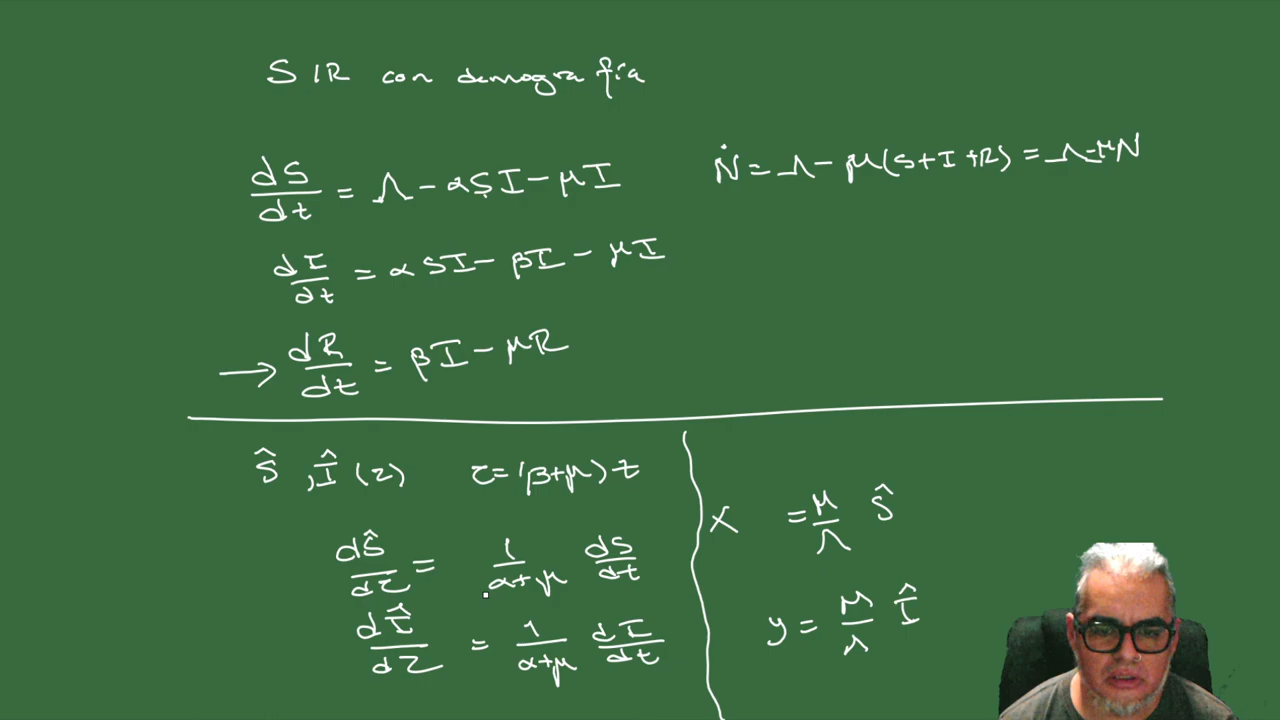 SIR con demografía
dS/dt = Λ - αSI - μI
Ṅ = Λ - μ(S+I+R) = Λ-μN
dI/dt = αSI - βI - μI
→ dR/dt = βI - μR
Ŝ , Î (τ) τ = (β+μ) t
dŜ/dτ = 1/(α+μ) dS/dt
dÎ/dτ = 1/(α+μ) dI/dt
x = μ/Λ Ŝ
y = μ/Λ Î